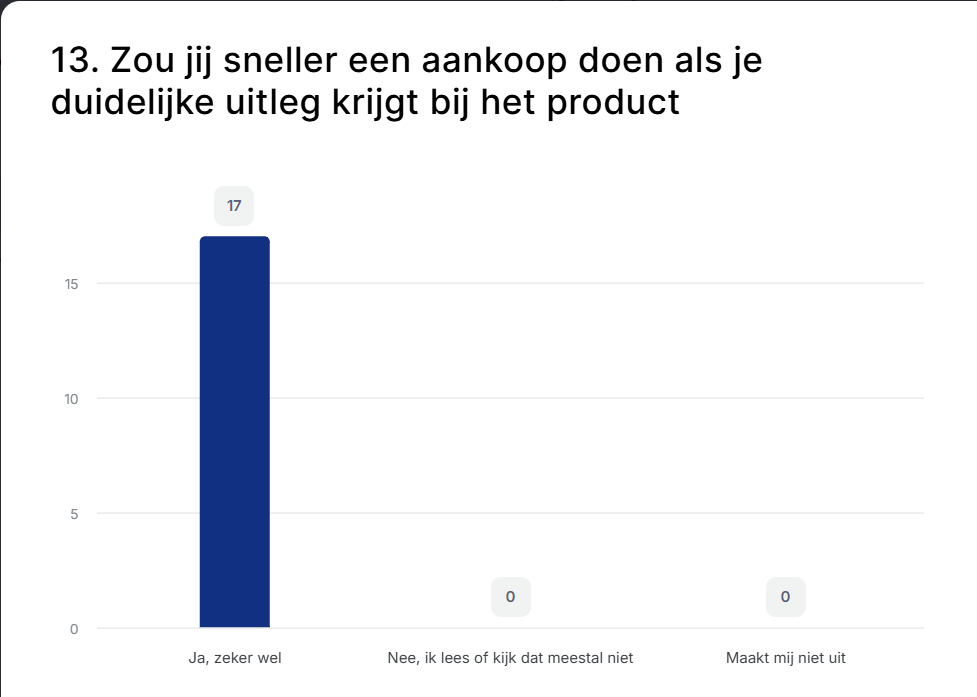 13. Zou jij sneller een aankoop doen als je
duidelijke uitleg krijgt bij het product
17
15
10
5
0
0
0
Ja, zeker wel
Nee, ik lees of kijk dat meestal niet
Maakt mij niet uit